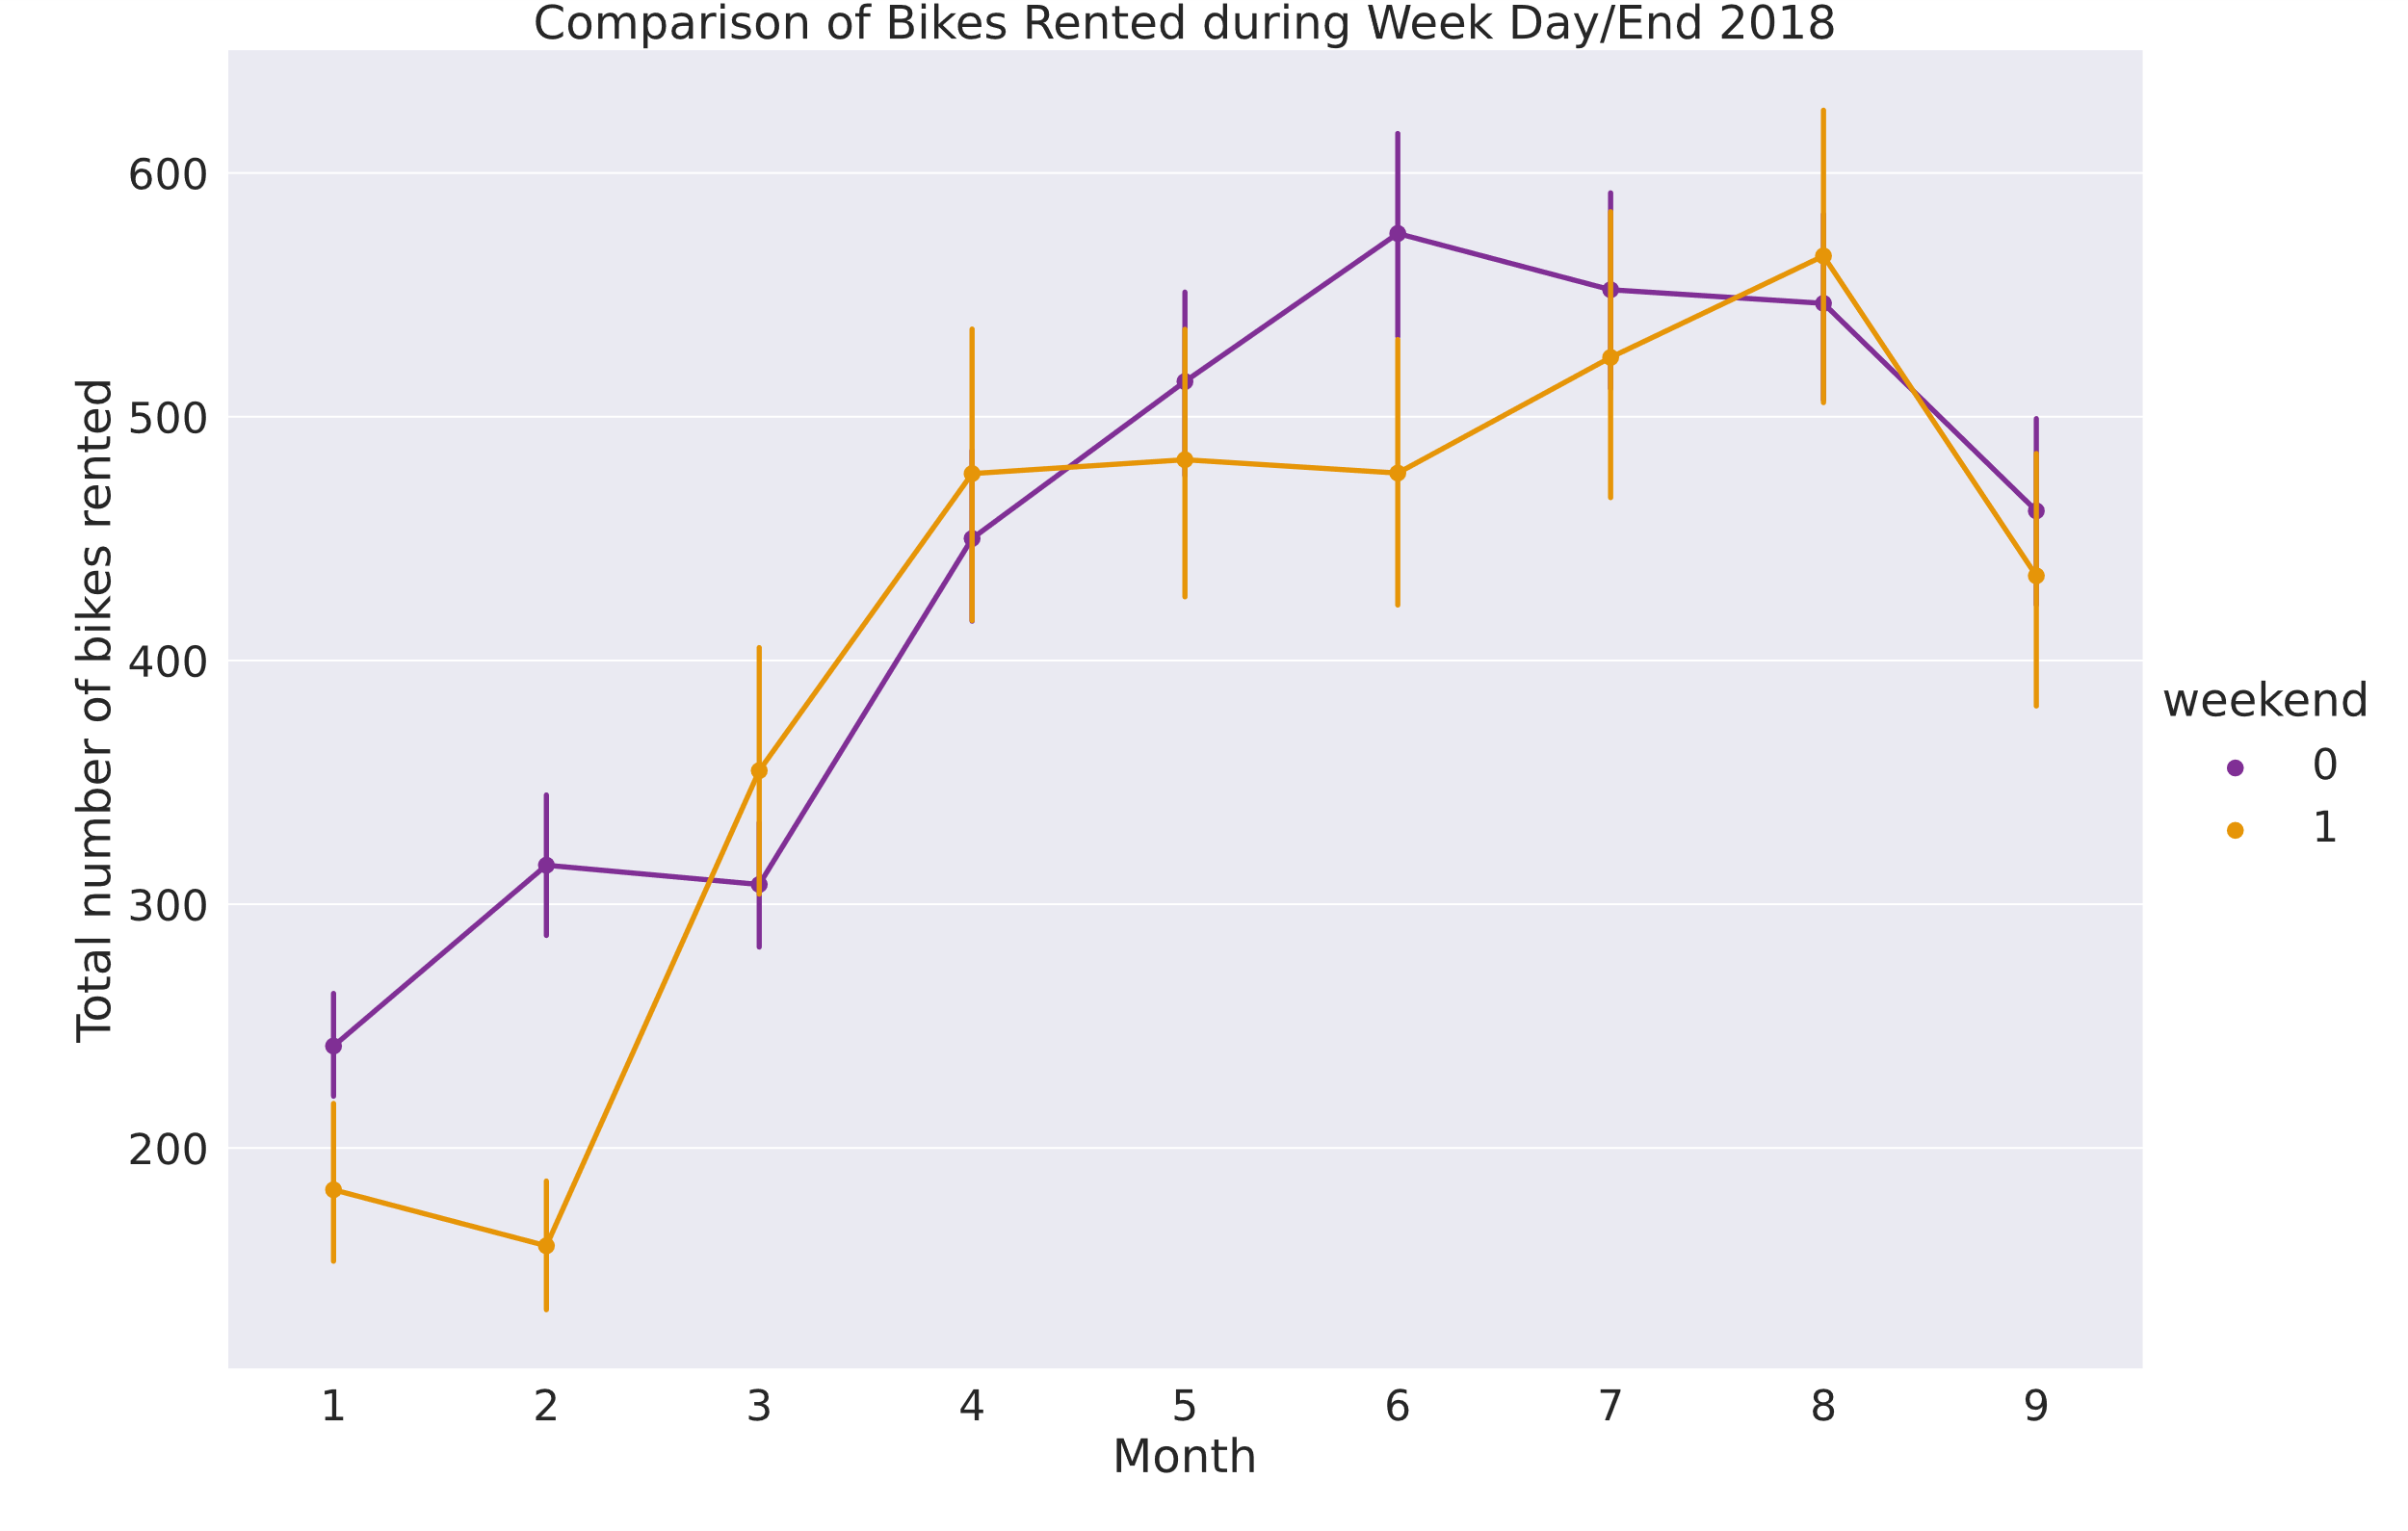 Comparison of Bikes Rented during Week Day/End 2018
Total number of bikes rented
600
500
400
300
200
1 2 3 4 5 6 7 8 9
Month
weekend
0
1